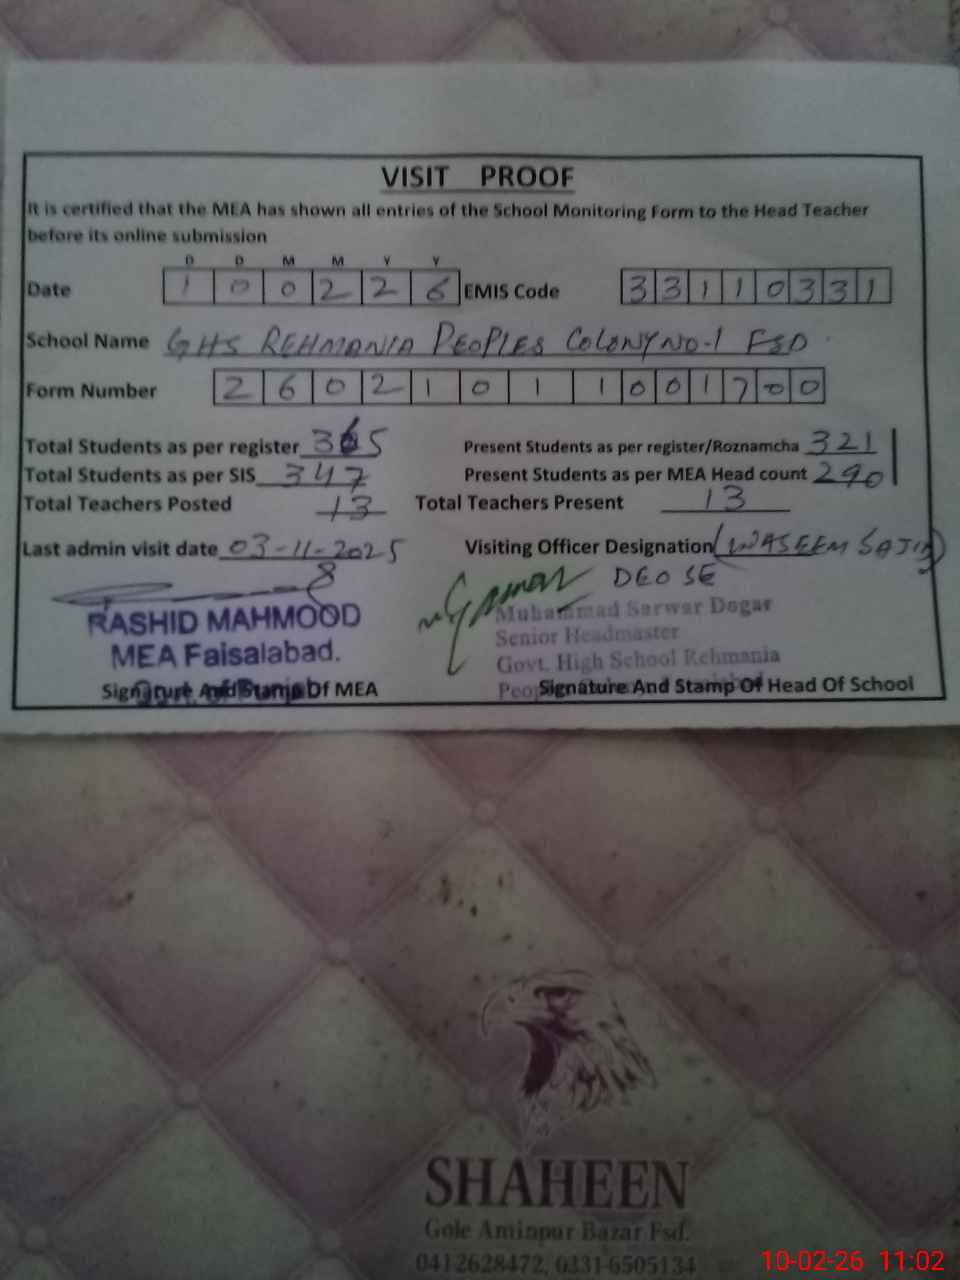 VISIT PROOF
It is certified that the MEA has shown all entries of the School Monitoring Form to the Head Teacher
before its online submission
D D M M Y Y
Date 1 0 0 2 2 6 EMIS Code 3 3 1 1 0 3 3 1
School Name GHS REHMANIA PEOPLES COLONY NO-1 FSD
Form Number 2 6 0 2 1 0 1 1 0 0 1 7 0 0
Total Students as per register 365 Present Students as per register/Roznamcha 321
Total Students as per SIS 347 Present Students as per MEA Head count 290
Total Teachers Posted 13 Total Teachers Present 13
Last admin visit date 03-11-2025 Visiting Officer Designation (WASEEM SAJID)
DEO SE
RASHID MAHMOOD
MEA Faisalabad.
Govt. of Punjab
Signature And Stamp Of MEA
Muhammad Sarwar Dogar
Senior Headmaster
Govt. High School Rehmania
Signature And Stamp Of Head Of School
SHAHEEN
Gole Aminpur Bazar Fsd.
0412628472, 0331-6505134
10-02-26 11:02